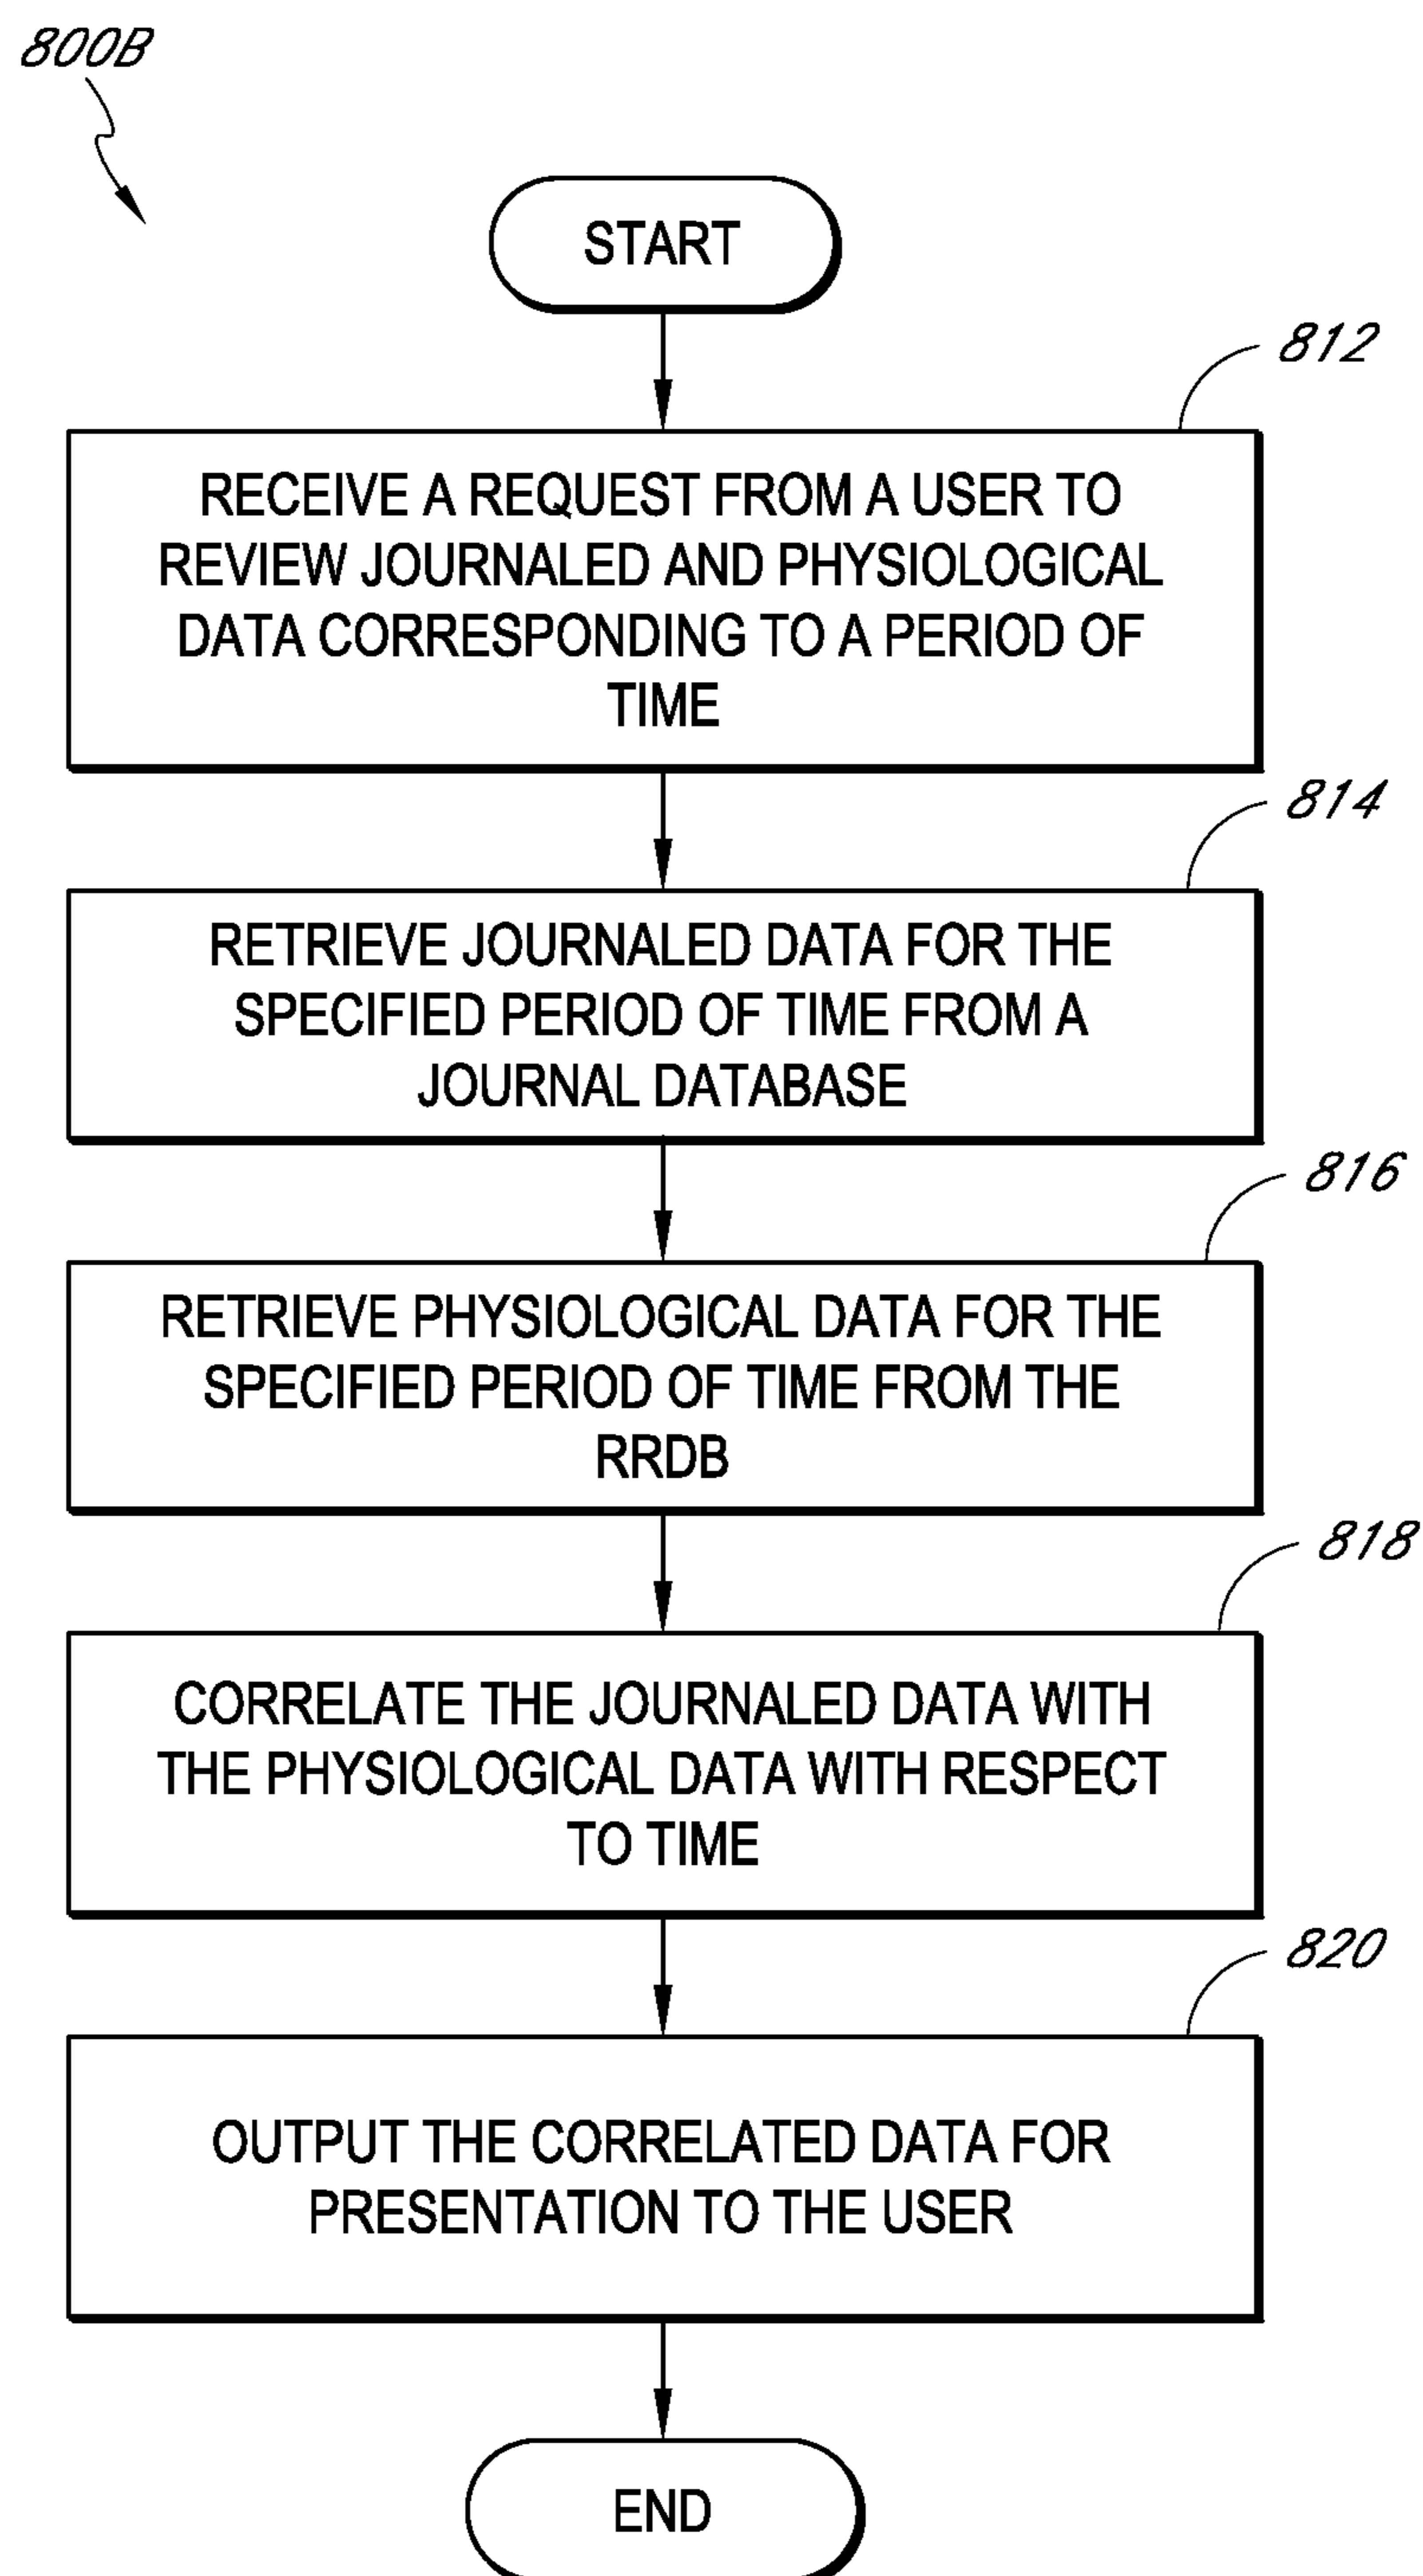 800B
START
812
RECEIVE A REQUEST FROM A USER TO
REVIEW JOURNALED AND PHYSIOLOGICAL
DATA CORRESPONDING TO A PERIOD OF
TIME
814
RETRIEVE JOURNALED DATA FOR THE
SPECIFIED PERIOD OF TIME FROM A
JOURNAL DATABASE
816
RETRIEVE PHYSIOLOGICAL DATA FOR THE
SPECIFIED PERIOD OF TIME FROM THE
RRDB
818
CORRELATE THE JOURNALED DATA WITH
THE PHYSIOLOGICAL DATA WITH RESPECT
TO TIME
820
OUTPUT THE CORRELATED DATA FOR
PRESENTATION TO THE USER
END